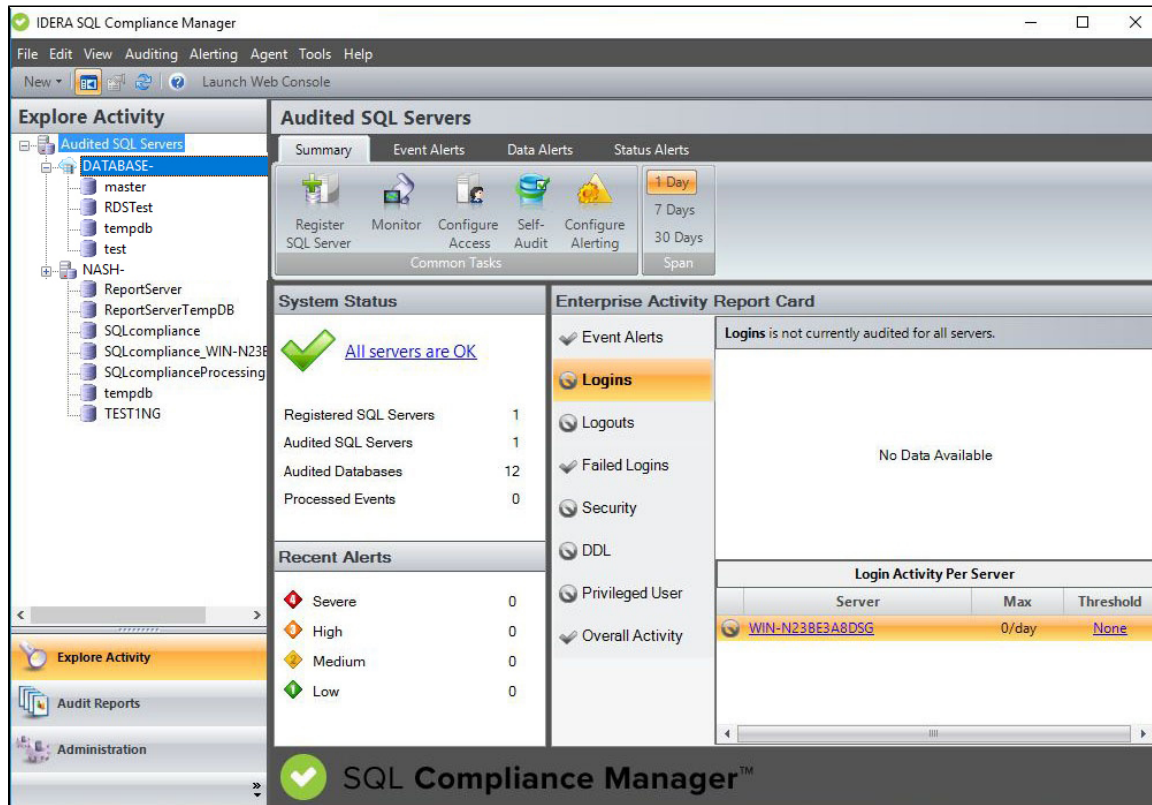 IDERA SQL Compliance Manager
File Edit View Auditing Alerting Agent Tools Help
New Launch Web Console
Explore Activity
Audited SQL Servers
DATABASE-
master
RDSTest
tempdb
test
NASH-
ReportServer
ReportServerTempDB
SQLcompliance
SQLcompliance_WIN-N23BE
SQLcomplianceProcessing
tempdb
TEST1NG
Explore Activity
Audit Reports
Administration
Audited SQL Servers
Summary Event Alerts Data Alerts Status Alerts
Register SQL Server
Monitor
Configure Access
Self-Audit
Configure Alerting
Common Tasks
1 Day
7 Days
30 Days
Span
System Status
All servers are OK
Registered SQL Servers 1
Audited SQL Servers 1
Audited Databases 12
Processed Events 0
Recent Alerts
4 Severe 0
3 High 0
2 Medium 0
1 Low 0
Enterprise Activity Report Card
Event Alerts
Logins
Logouts
Failed Logins
Security
DDL
Privileged User
Overall Activity
Logins is not currently audited for all servers.
No Data Available
Login Activity Per Server
Server Max Threshold
WIN-N23BE3A8DSG 0/day None
SQL Compliance Manager™